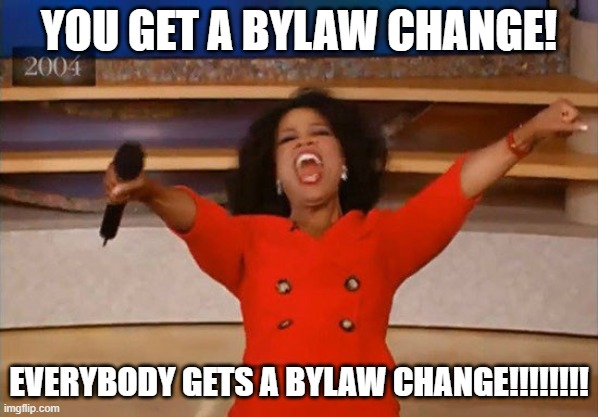 YOU GET A BYLAW CHANGE!
2004
EVERYBODY GETS A BYLAW CHANGE!!!!!!!!
imgflip.com